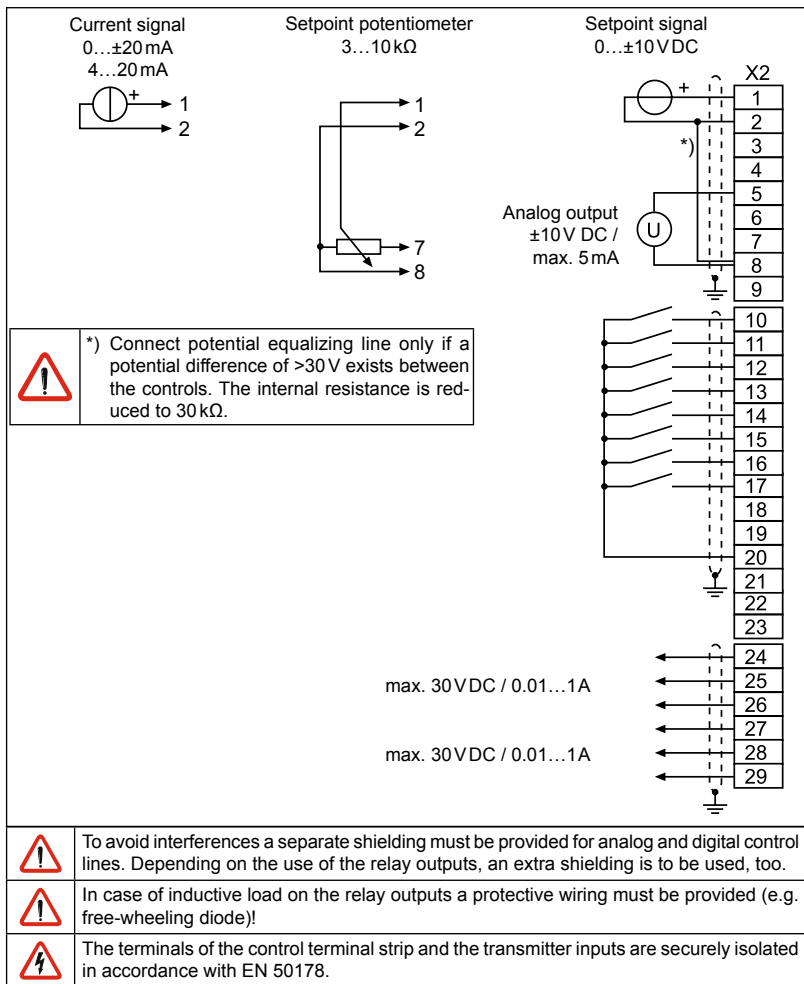 Current signal
0…±20 mA
4…20 mA
+
1
2
Setpoint potentiometer
3…10 kΩ
1
2
7
8
Setpoint signal
0…±10 V DC
+
*)
Analog output
±10 V DC /
max. 5 mA
U
X2
1
2
3
4
5
6
7
8
9
*) Connect potential equalizing line only if a
potential difference of >30 V exists between
the controls. The internal resistance is red-
uced to 30 kΩ.
10
11
12
13
14
15
16
17
18
19
20
21
22
23
max. 30 V DC / 0.01…1A
max. 30 V DC / 0.01…1A
24
25
26
27
28
29
To avoid interferences a separate shielding must be provided for analog and digital control
lines. Depending on the use of the relay outputs, an extra shielding is to be used, too.
In case of inductive load on the relay outputs a protective wiring must be provided (e.g.
free-wheeling diode)!
The terminals of the control terminal strip and the transmitter inputs are securely isolated
in accordance with EN 50178.